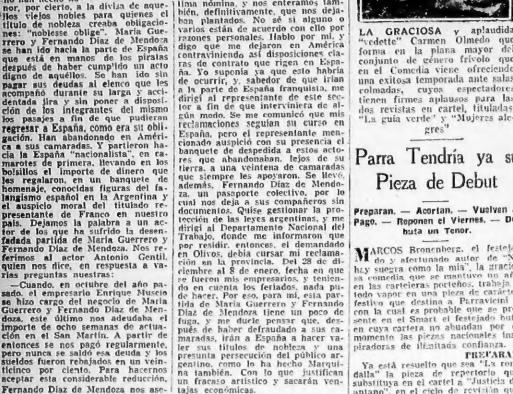 por, cierto, a la divisa de aque-
llos viejos nobles para quienes el
título de nobleza creaba obligacio-
nes: "noblesse oblige". María Gue-
rrero y Fernando Díaz de Mendoza
se han ido hacia la parte de España
que está en manos de los piratas
después de haber cumplido un acto
digno de aquéllos. Se han ido sin
pagar sus deudas al elenco que les
acompañó durante su larga y acci-
dentada jira y sin poner a disposi-
ción de los integrantes del mismo
los pasajes a fin de que pudieran
regresar a España, como era su obli-
gación. Han abandonado en Améri-
ca a sus camaradas. Y partieron ha-
cia la España "nacionalista", en ca-
marotes de primera, llevando en los
bolsillos el importe de dinero que
les regalaron, en un banquete de
homenaje, conocidas figuras del fa-
langismo español en la Argentina y
el auspicio moral del titulado re-
presentante de Franco en nuestro
país. Dejamos la palabra a un ac-
tor de los que ha sufrido la desen-
fadada partida de María Guerrero y
Fernando Díaz de Mendoza. Nos re-
ferimos al actor Antonio Gentil,
quien nos dice, en respuesta a va-
rias preguntas nuestras:
—Cuando, en octubre del año pa-
sado, el empresario Enrique Muscio
se hizo cargo del negocio de María
Guerrero y Fernando Díaz de Men-
doza, este último nos adeudaba el
importe de ocho semanas de actua-
ción en el San Martín. A partir de
entonces se nos pagó regularmente,
pero nunca se saldó esa deuda y los
sueldos fueron rebajados en un vein-
ticinco por ciento. Para hacernos
aceptar esta considerable reducción,
Fernando Díaz de Mendoza nos ase-
lima nómina, y nos enteramos tam-
bién, definitivamente, que nos deja-
ban plantados. No sé si alguno o
varios están de acuerdo con ello por
razones personales. Hablo por mí, y
digo que me dejaron en América
contraviniendo así disposiciones cla-
ras de contrato que rigen en Espa-
ña. Yo suponía ya que esto habría
de ocurrir, y, sabedor de que irían
a la parte de España franquista, me
dirigí al representante de este sec-
tor a fin de que interviniera de al-
gún modo. Se me comunicó que mis
reclamaciones seguían su curso en
España, pero el representante men-
cionado auspició con su presencia el
banquete de despedida a estos acto-
res que abandonaban, lejos de su
tierra, a una veintena de camaradas
que siempre les apoyaron. Se llevó,
además, Fernando Díaz de Mendo-
za, un pasaporte colectivo, por lo
cual nos deja a sus compañeros sin
documentos. Quise gestionar la pro-
tección de las leyes argentinas, y me
dirigí al Departamento Nacional del
Trabajo, donde me informaron que
por residir, entonces, el demandado
en Olivos, debía cursar mi reclama-
ción en la provincia. Del 28 de di-
ciembre al 8 de enero, fecha en que
se fueron mis empresarios, y tenien-
do en cuenta los feriados, nada pu-
de hacer. Por eso, para mí, esta par-
tida de María Guerrero y Fernando
Díaz de Mendoza tiene un poco de
fuga, y me duele pensar que, des-
pués de haber defraudado a sus ca-
maradas, irán a España a hacer va-
ler sus títulos de nobleza y una
presunta persecución del público ar-
gentino, como lo ha hecho Marqui-
na también. Con lo que justifican
un fracaso artístico y sacarán ven-
tajas económicas.
LA GRACIOSA y aplaudida
"vedette" Carmen Olmedo que
forma en la plana mayor del
conjunto de género frívolo que
en el Comedia viene ofreciendo
una exitosa temporada ante salas
colmadas, cuyos espectadores
tienen firmes aplausos para las
dos revistas en cartel, tituladas
"La guía verde" y "Mujeres ale-
gres"
Parra Tendría ya su
Pieza de Debut
Preparan. — Acortan. — Vuelven
Pago. — Reponen el Viernes. — De-
buta un Tenor.
MARCOS Bronenberg, el festeja-
do y afortunado autor de "N
hay suegra como la mía", la gracio
sa comedia que se mantuvo un añ
en las carteleras porteñas, trabaja
todo vapor en una pieza de carácte
festivo que destina a Parravicini
con la cual es probable que se pr
sente en el Smart el festejado buf
en cuya cartera no abundan por
momento las piezas nacionales ins
piradoras de ilimitada confianza.
PREPARA
Ya está resuelto que sea "La ron
dalla" la pieza de repertorio que
substituya en el cartel a "Justicia d
antaño", en el ciclo de revisión qu